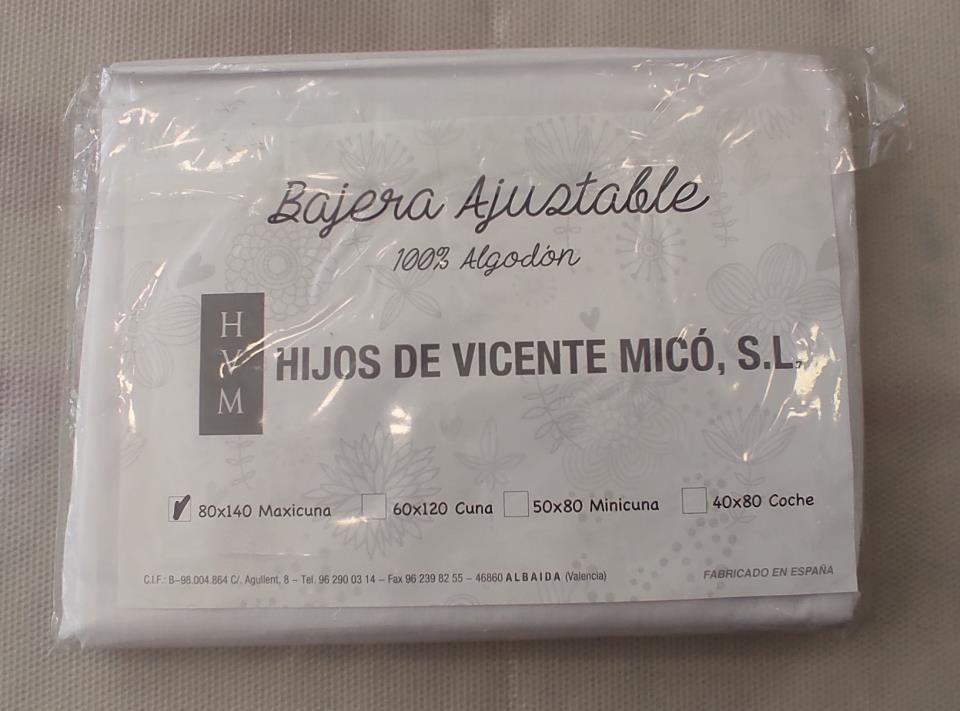 Bajera Ajustable
100% Algodón
HVM
HIJOS DE VICENTE MICÓ, S.L.
80x140 Maxicuna 60x120 Cuna 50x80 Minicuna 40x80 Coche
C.I.F.: B-98.004.864 C/. Agullent, 8 – Tel. 96 290 03 14 – Fax 96 239 82 55 – 46860 ALBAIDA (Valencia)
FABRICADO EN ESPAÑA